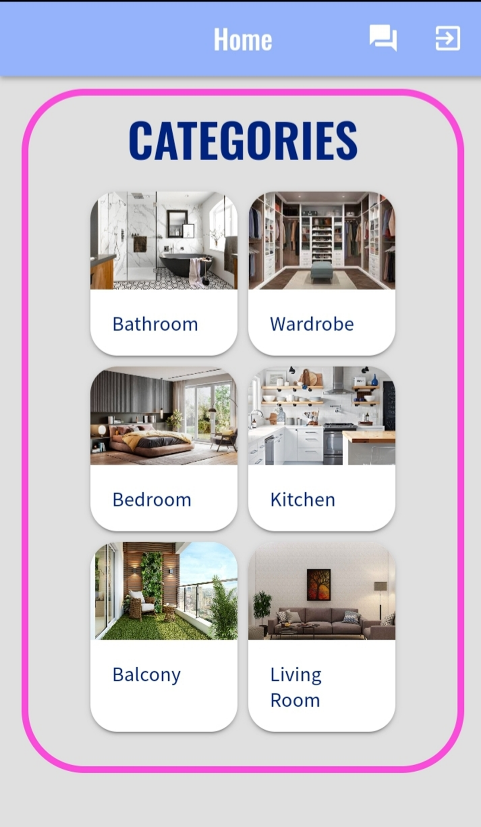 Home
CATEGORIES
Bathroom
Wardrobe
Bedroom
Kitchen
Balcony
Living
Room